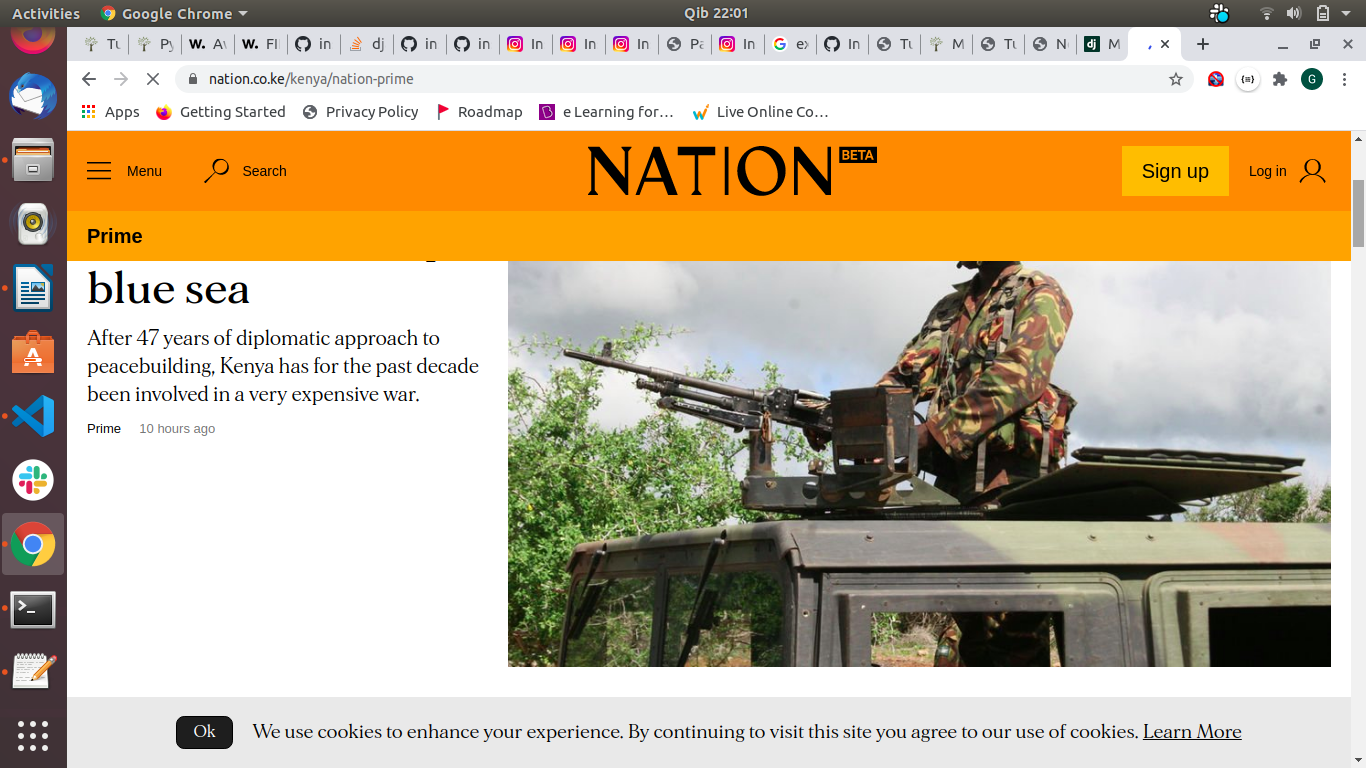 Activities
Google Chrome
Qib 22:01
Tu
Py
W. Av
W. FI
in
dj
in
in
In
In
In
Pa
In
G ex
In
Tu
M
Tu
No
dj M
nation.co.ke/kenya/nation-prime
G
Apps
Getting Started
Privacy Policy
Roadmap
e Learning for…
Live Online Co…
Menu
Search
NATION BETA
Sign up
Log in
Prime
blue sea
After 47 years of diplomatic approach to
peacebuilding, Kenya has for the past decade
been involved in a very expensive war.
Prime 10 hours ago
Ok
We use cookies to enhance your experience. By continuing to visit this site you agree to our use of cookies. Learn More